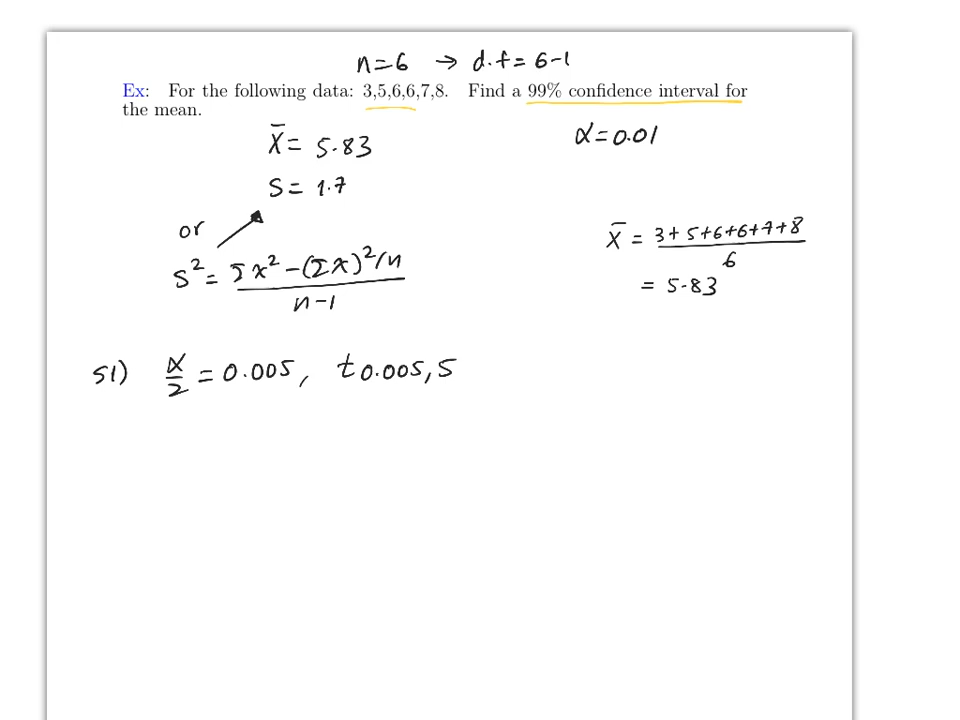 n=6 → d.f = 6-1
Ex: For the following data: 3,5,6,6,7,8. Find a 99% confidence interval for
the mean.
α=0.01
X̄ = 5.83
S = 1.7
or
S² = (Σx² - (Σx)²/n) / (n-1)
X̄ = (3+5+6+6+7+8) / 6
= 5.83
S1) α/2 = 0.005, t0.005,5